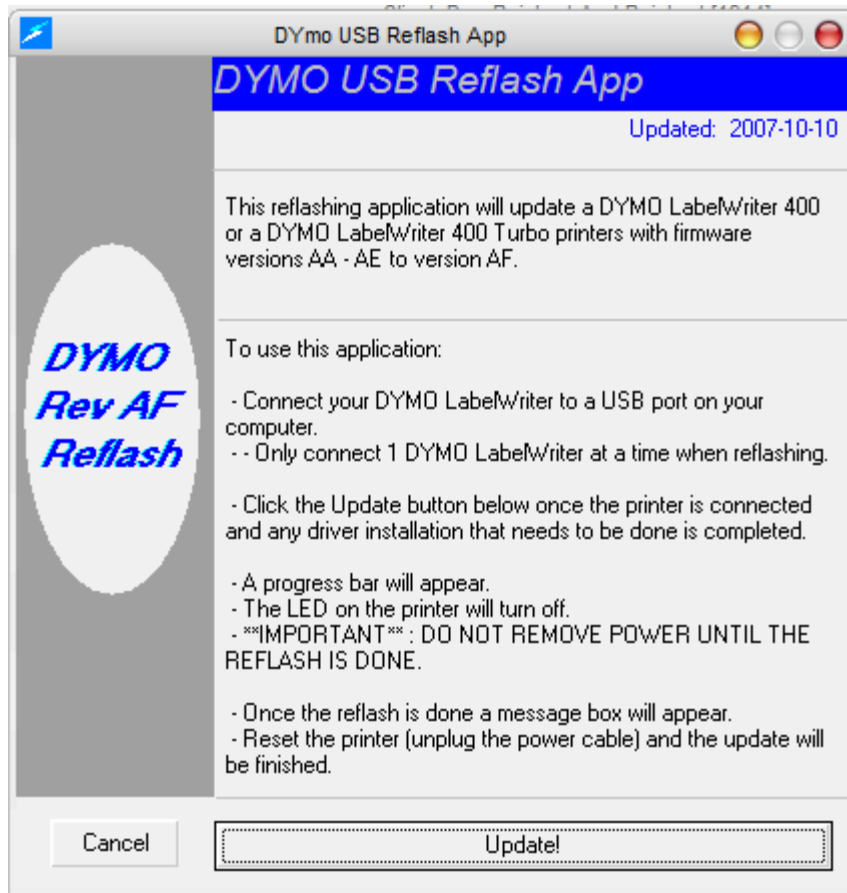 DYmo USB Reflash App
DYMO USB Reflash App
Updated: 2007-10-10
This reflashing application will update a DYMO LabelWriter 400
or a DYMO LabelWriter 400 Turbo printers with firmware
versions AA - AE to version AF.
DYMO
Rev AF
Reflash
To use this application:
- Connect your DYMO LabelWriter to a USB port on your
computer.
- - Only connect 1 DYMO LabelWriter at a time when reflashing.
- Click the Update button below once the printer is connected
and any driver installation that needs to be done is completed.
- A progress bar will appear.
- The LED on the printer will turn off.
- **IMPORTANT** : DO NOT REMOVE POWER UNTIL THE
REFLASH IS DONE.
- Once the reflash is done a message box will appear.
- Reset the printer (unplug the power cable) and the update will
be finished.
Cancel
Update!